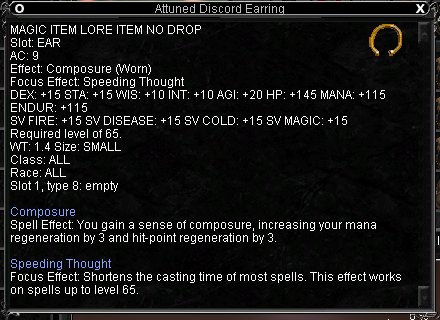 Attuned Discord Earring
MAGIC ITEM LORE ITEM NO DROP
Slot: EAR
AC: 9
Effect: Composure (Worn)
Focus Effect: Speeding Thought
DEX: +15 STA: +15 WIS: +10 INT: +10 AGI: +20 HP: +145 MANA: +115
ENDUR: +115
SV FIRE: +15 SV DISEASE: +15 SV COLD: +15 SV MAGIC: +15
Required level of 65.
WT: 1.4 Size: SMALL
Class: ALL
Race: ALL
Slot 1, type 8: empty
Composure
Spell Effect: You gain a sense of composure, increasing your mana
regeneration by 3 and hit-point regeneration by 3.
Speeding Thought
Focus Effect: Shortens the casting time of most spells. This effect works
on spells up to level 65.